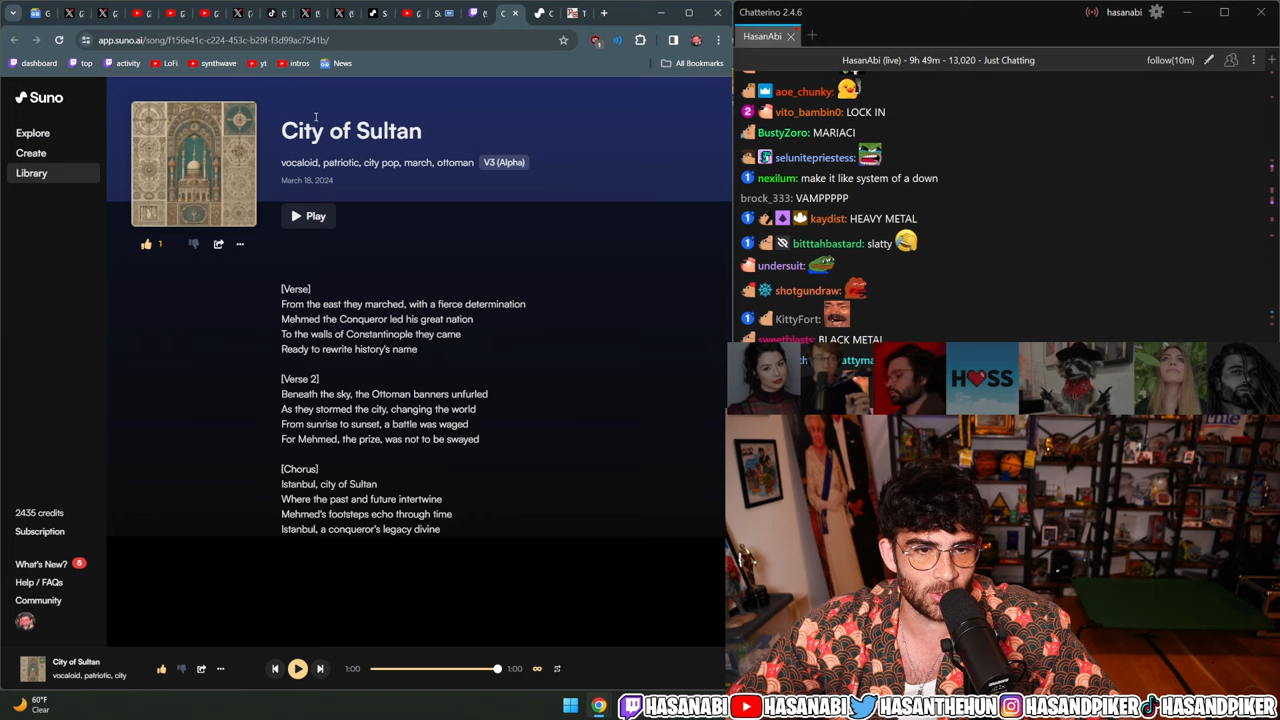 app.suno.ai/song/f156e41c-c224-453c-b29f-f3d99ac7541b/
dashboard
top
activity
LoFi
synthwave
yt
intros
News
All Bookmarks
Suno
Explore
Create
Library
City of Sultan
vocaloid, patriotic, city pop, march, ottoman
V3 (Alpha)
March 18, 2024
Play
1
[Verse]
From the east they marched, with a fierce determination
Mehmed the Conqueror led his great nation
To the walls of Constantinople they came
Ready to rewrite history's name
[Verse 2]
Beneath the sky, the Ottoman banners unfurled
As they stormed the city, changing the world
From sunrise to sunset, a battle was waged
For Mehmed, the prize, was not to be swayed
[Chorus]
Istanbul, city of Sultan
Where the past and future intertwine
Mehmed's footsteps echo through time
Istanbul, a conqueror's legacy divine
2435 credits
Subscription
What's New? 5
Help / FAQs
Community
City of Sultan
vocaloid, patriotic, city
1:00
1:00
60°F
Clear
Chatterino 2.4.6
hasanabi
HasanAbi
HasanAbi (live) - 9h 49m - 13,020 - Just Chatting
follow(10m)
aoe_chunky:
2 vito_bambin0: LOCK IN
BustyZoro: MARIACI
selunitepriestess:
1 nexilum: make it like system of a down
brock_333: VAMPPPPP
1 kaydist: HEAVY METAL
1 bitttahbastard: slatty
undersuit:
shotgundraw:
1 KittyFort:
sweetblasts: BLACK METAL
H SS
HASANABI
HASANABI
HASANTHEHUN
HASANDPIKER
HASANDPIKER